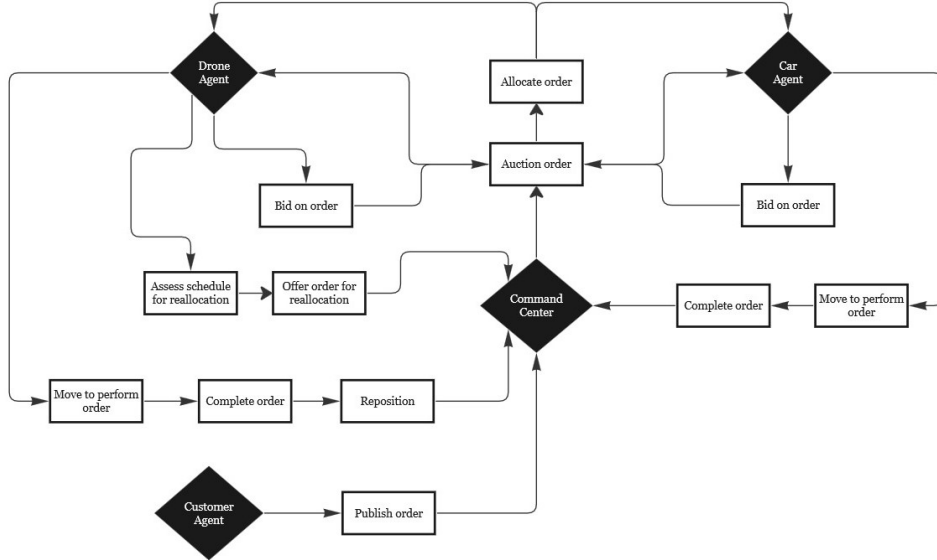 Drone
Agent
Allocate order
Car
Agent
Auction order
Bid on order
Bid on order
Assess schedule
for reallocation
Offer order for
reallocation
Command
Center
Complete order
Move to perform
order
Move to perform
order
Complete order
Reposition
Customer
Agent
Publish order